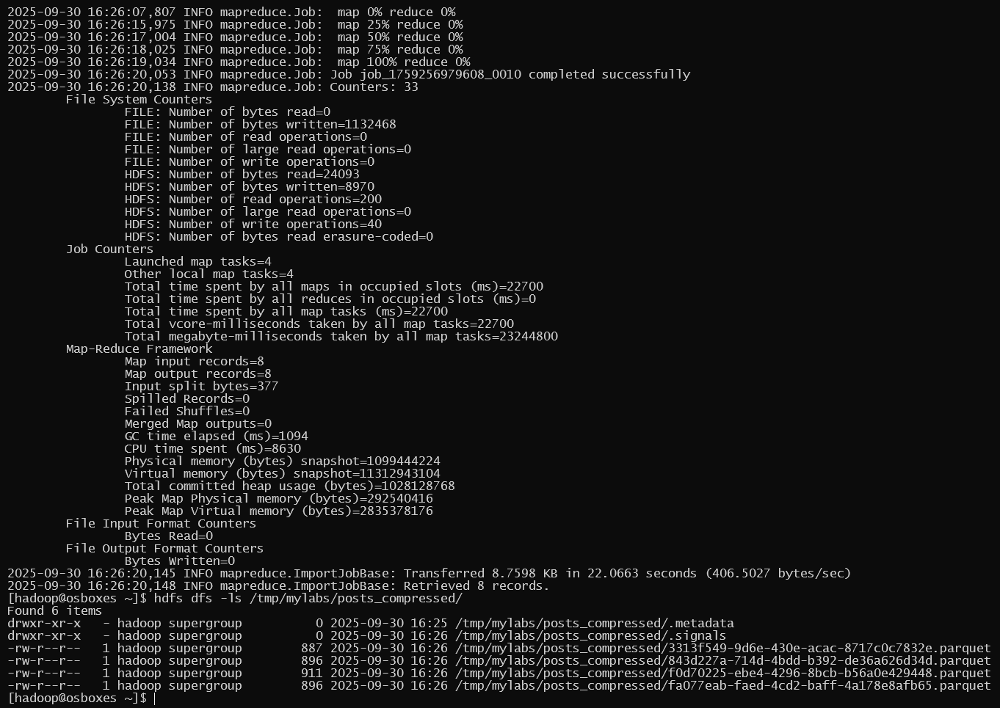 2025-09-30 16:26:07,807 INFO mapreduce.Job:  map 0% reduce 0%
2025-09-30 16:26:15,975 INFO mapreduce.Job:  map 25% reduce 0%
2025-09-30 16:26:17,004 INFO mapreduce.Job:  map 50% reduce 0%
2025-09-30 16:26:18,025 INFO mapreduce.Job:  map 75% reduce 0%
2025-09-30 16:26:19,034 INFO mapreduce.Job:  map 100% reduce 0%
2025-09-30 16:26:20,053 INFO mapreduce.Job: Job job_1759256979608_0010 completed successfully
2025-09-30 16:26:20,138 INFO mapreduce.Job: Counters: 33
        File System Counters
                FILE: Number of bytes read=0
                FILE: Number of bytes written=1132468
                FILE: Number of read operations=0
                FILE: Number of large read operations=0
                FILE: Number of write operations=0
                HDFS: Number of bytes read=24093
                HDFS: Number of bytes written=8970
                HDFS: Number of read operations=200
                HDFS: Number of large read operations=0
                HDFS: Number of write operations=40
                HDFS: Number of bytes read erasure-coded=0
        Job Counters
                Launched map tasks=4
                Other local map tasks=4
                Total time spent by all maps in occupied slots (ms)=22700
                Total time spent by all reduces in occupied slots (ms)=0
                Total time spent by all map tasks (ms)=22700
                Total vcore-milliseconds taken by all map tasks=22700
                Total megabyte-milliseconds taken by all map tasks=23244800
        Map-Reduce Framework
                Map input records=8
                Map output records=8
                Input split bytes=377
                Spilled Records=0
                Failed Shuffles=0
                Merged Map outputs=0
                GC time elapsed (ms)=1094
                CPU time spent (ms)=8630
                Physical memory (bytes) snapshot=1099444224
                Virtual memory (bytes) snapshot=11312943104
                Total committed heap usage (bytes)=1028128768
                Peak Map Physical memory (bytes)=292540416
                Peak Map Virtual memory (bytes)=2835378176
        File Input Format Counters
                Bytes Read=0
        File Output Format Counters
                Bytes Written=0
2025-09-30 16:26:20,145 INFO mapreduce.ImportJobBase: Transferred 8.7598 KB in 22.0663 seconds (406.5027 bytes/sec)
2025-09-30 16:26:20,148 INFO mapreduce.ImportJobBase: Retrieved 8 records.
[hadoop@osboxes ~]$ hdfs dfs -ls /tmp/mylabs/posts_compressed/
Found 6 items
drwxr-xr-x   - hadoop supergroup          0 2025-09-30 16:25 /tmp/mylabs/posts_compressed/.metadata
drwxr-xr-x   - hadoop supergroup          0 2025-09-30 16:26 /tmp/mylabs/posts_compressed/.signals
-rw-r--r--   1 hadoop supergroup        887 2025-09-30 16:26 /tmp/mylabs/posts_compressed/3313f549-9d6e-430e-acac-8717c0c7832e.parquet
-rw-r--r--   1 hadoop supergroup        896 2025-09-30 16:26 /tmp/mylabs/posts_compressed/843d227a-714d-4bdd-b392-de36a626d34d.parquet
-rw-r--r--   1 hadoop supergroup        911 2025-09-30 16:26 /tmp/mylabs/posts_compressed/f0d70225-ebe4-4296-8bcb-b56a0e429448.parquet
-rw-r--r--   1 hadoop supergroup        896 2025-09-30 16:26 /tmp/mylabs/posts_compressed/fa077eab-faed-4cd2-baff-4a178e8afb65.parquet
[hadoop@osboxes ~]$